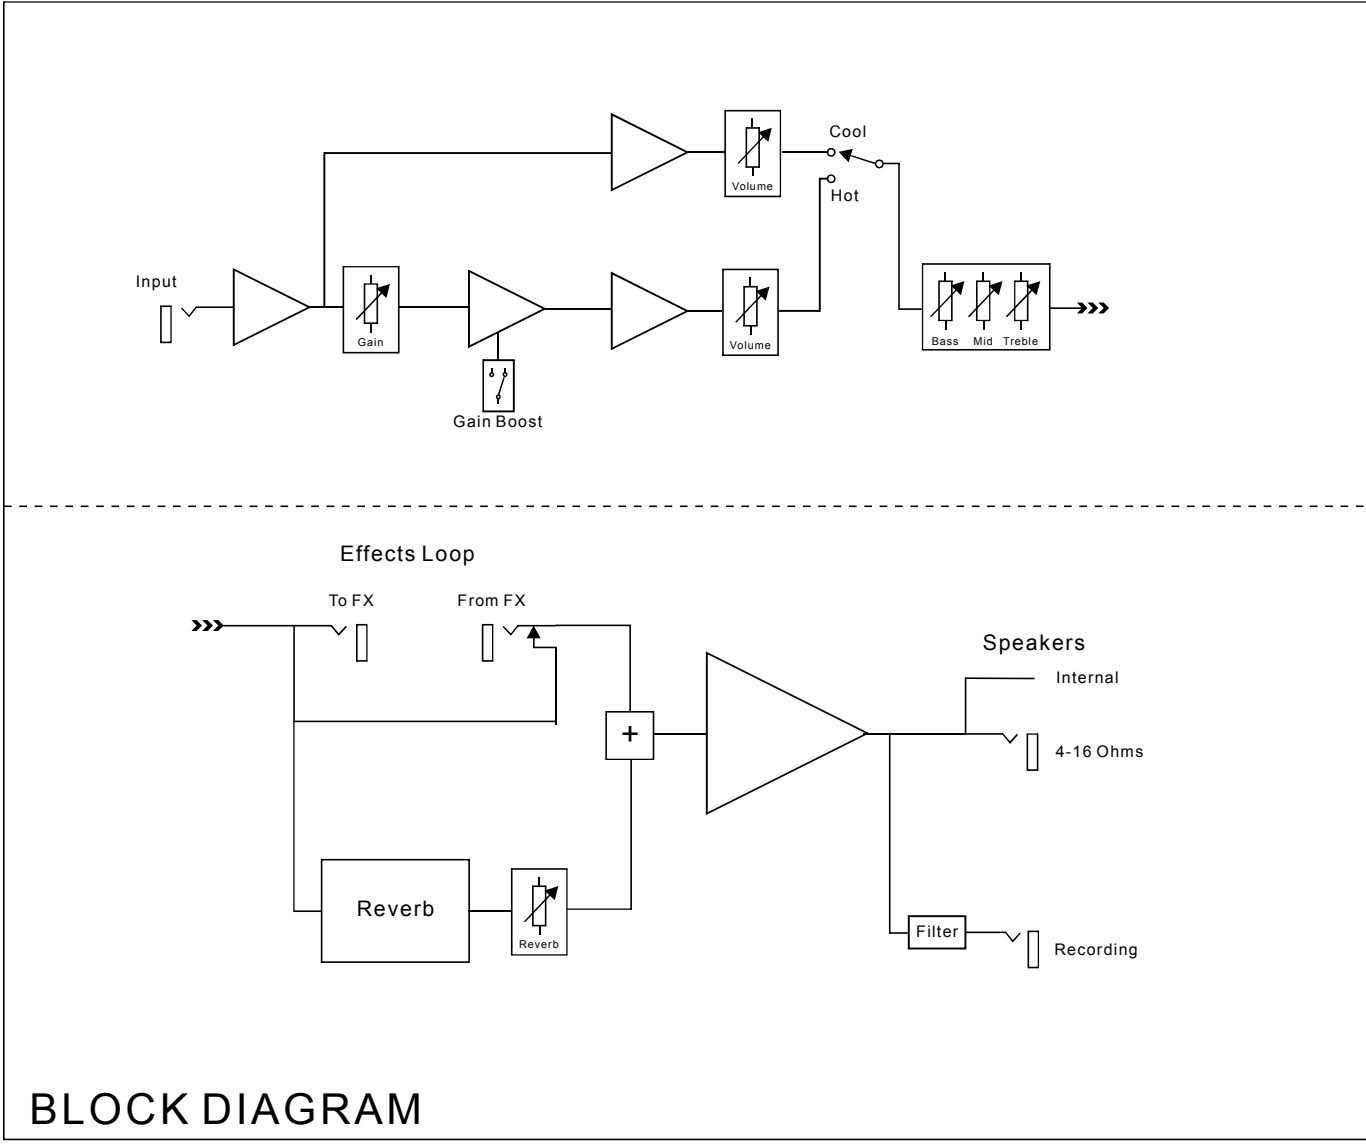 Cool
Volume
Hot
Input
Gain
Volume
Bass Mid Treble
Gain Boost
Effects Loop
To FX
From FX
Speakers
Internal
+
4-16 Ohms
Reverb
Reverb
Filter
Recording
BLOCK DIAGRAM